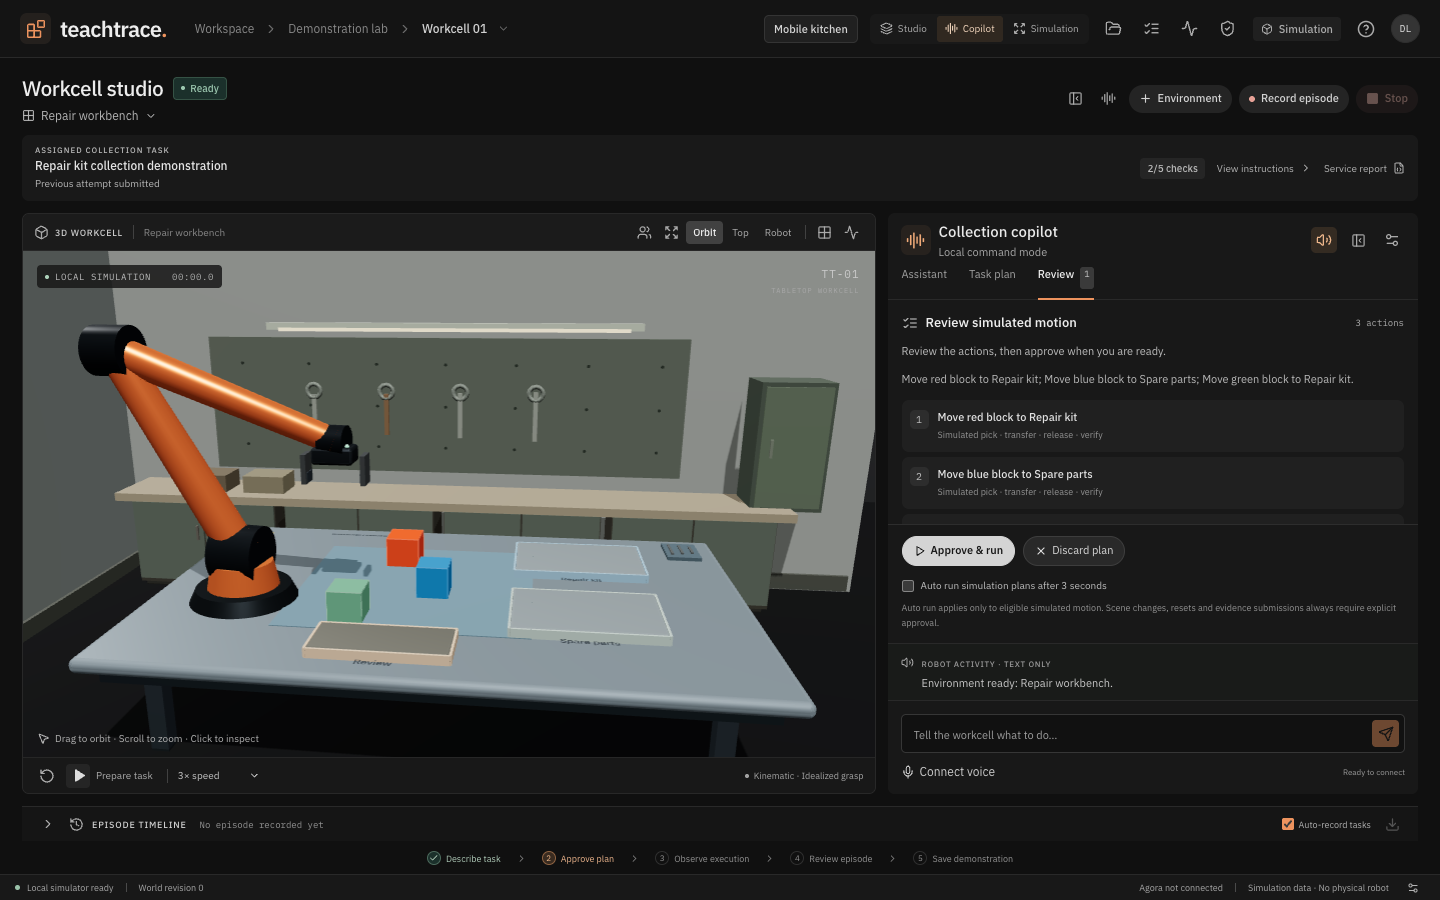 teachtrace.
Workspace
Demonstration lab
Workcell 01
Mobile kitchen
Studio
Copilot
Simulation
Simulation
DL
Workcell studio
Ready
Repair workbench
Environment
Record episode
Stop
ASSIGNED COLLECTION TASK
Repair kit collection demonstration
Previous attempt submitted
2/5 checks
View instructions
Service report
3D WORKCELL
Repair workbench
Orbit
Top
Robot
LOCAL SIMULATION 00:00.0
TT-01
TABLETOP WORKCELL
Repair kit
Spare parts
Review
Drag to orbit · Scroll to zoom · Click to inspect
Prepare task
3× speed
Kinematic · Idealized grasp
Collection copilot
Local command mode
Assistant
Task plan
Review 1
Review simulated motion
3 actions
Review the actions, then approve when you are ready.
Move red block to Repair kit; Move blue block to Spare parts; Move green block to Repair kit.
1
Move red block to Repair kit
Simulated pick · transfer · release · verify
2
Move blue block to Spare parts
Simulated pick · transfer · release · verify
Approve & run
Discard plan
Auto run simulation plans after 3 seconds
Auto run applies only to eligible simulated motion. Scene changes, resets and evidence submissions always require explicit
approval.
ROBOT ACTIVITY · TEXT ONLY
Environment ready: Repair workbench.
Tell the workcell what to do...
Connect voice
Ready to connect
EPISODE TIMELINE
No episode recorded yet
Auto-record tasks
Describe task
2 Approve plan
3 Observe execution
4 Review episode
5 Save demonstration
Local simulator ready
World revision 0
Agora not connected
Simulation data · No physical robot